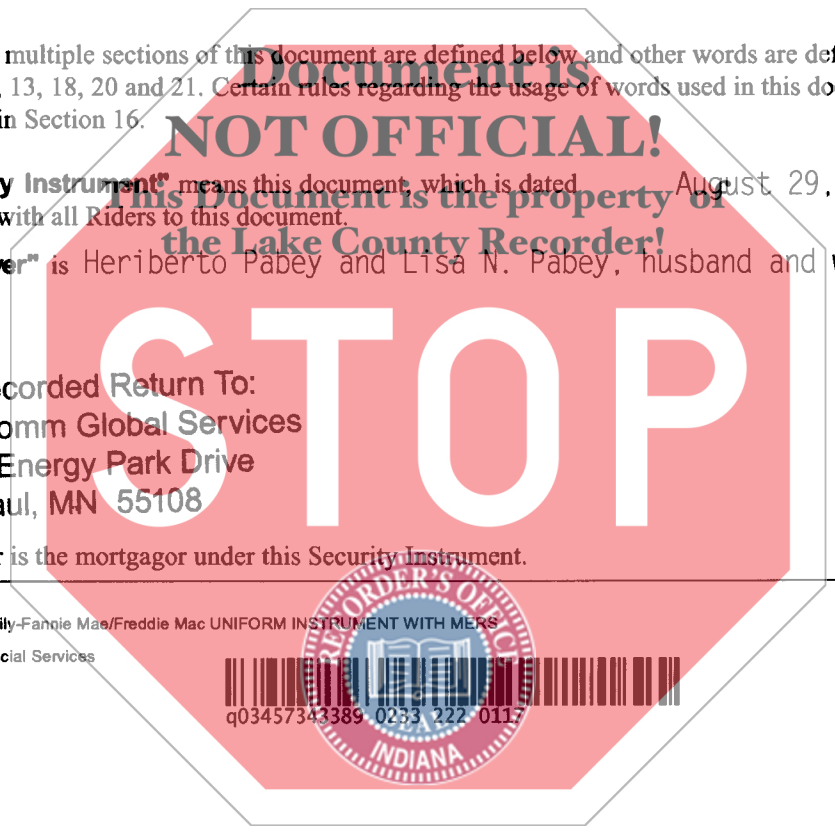 multiple sections of this document are defined below and other words are def
Document is
, 13, 18, 20 and 21. Certain rules regarding the usage of words used in this do
in Section 16.
NOT OFFICIAL!
y Instrument" means this document, which is dated August 29,
This Document is the property of
with all Riders to this document.
the Lake County Recorder!
er" is Heriberto Pabey and Lisa N. Pabey, husband and w
STOP
corded Return To:
omm Global Services
Energy Park Drive
aul, MN 55108
r is the mortgagor under this Security Instrument.
ily-Fannie Mae/Freddie Mac UNIFORM INSTRUMENT WITH MERS
cial Services
RECORDER'S OFFICE
SEAL
INDIANA
q03457343389 0233 222 0117